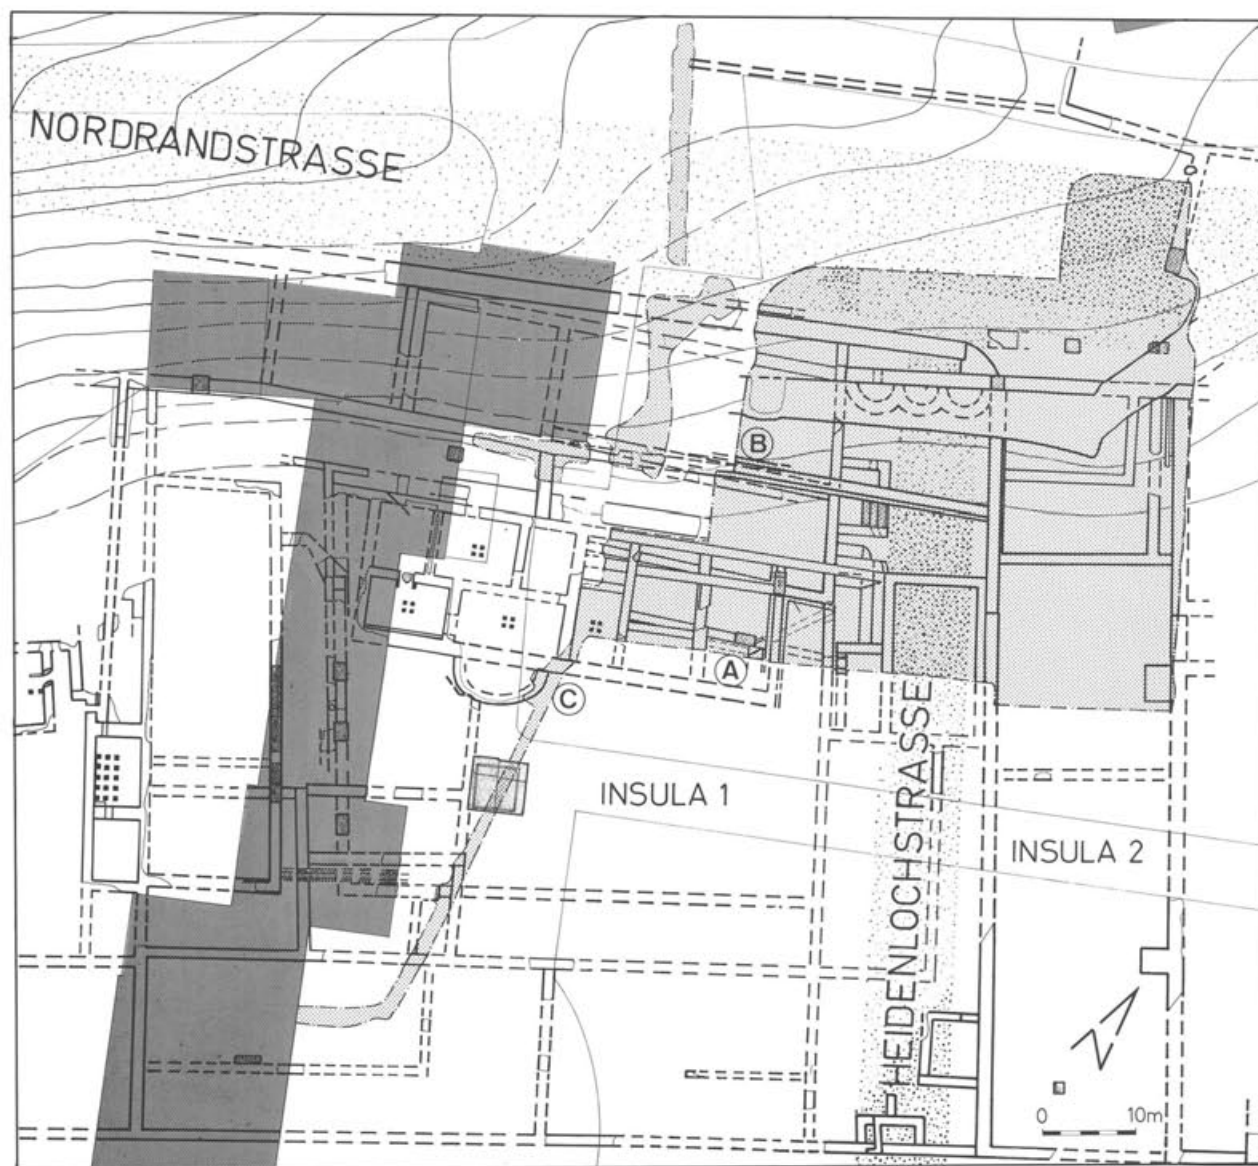 NORDRANDSTRASSE
B
A
C
INSULA 1
HEIDENLOCHSTRASSE
INSULA 2
N
0 10m